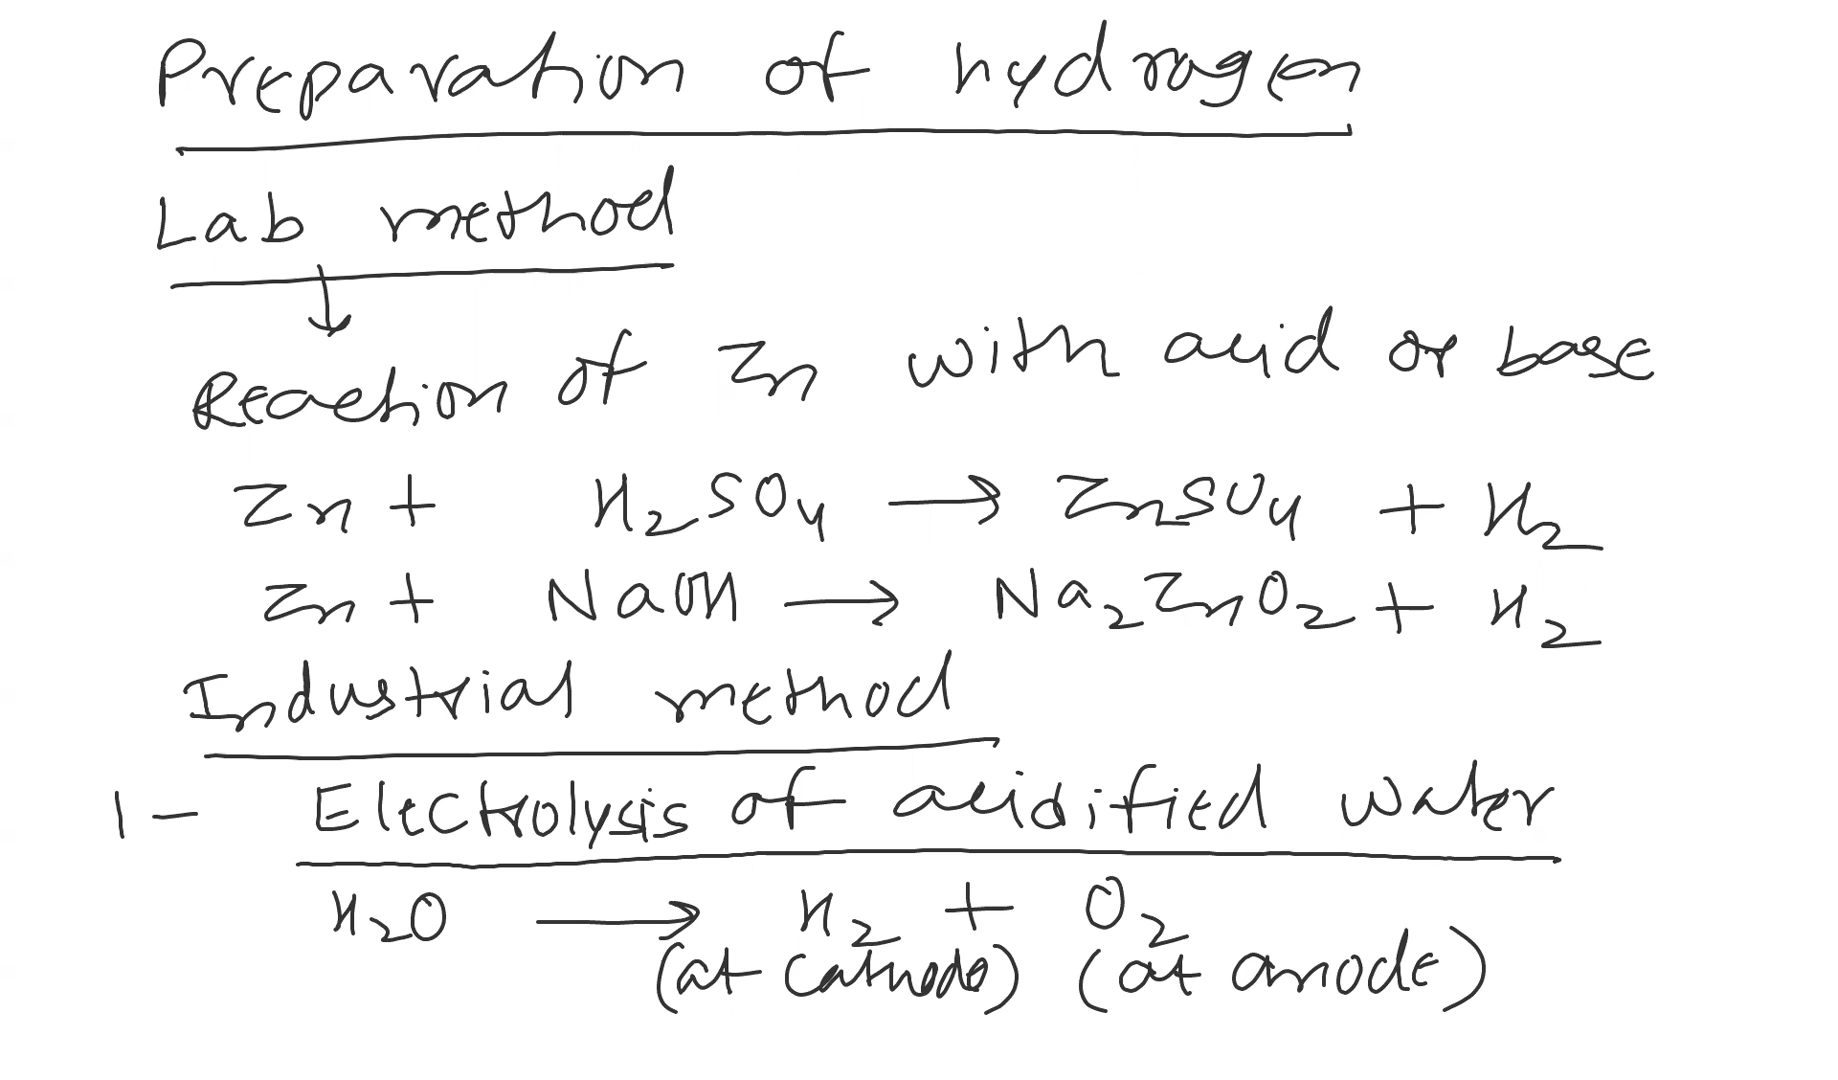 Preparation of hydrogen
Lab method
↓
Reaction of Zn with acid or base
Zn + H₂SO₄ → ZnSO₄ + H₂
Zn + NaOH → Na₂ZnO₂ + H₂
Industrial method
1 - Electrolysis of acidified water
H₂O → H₂ + O₂
(at cathode) (at anode)